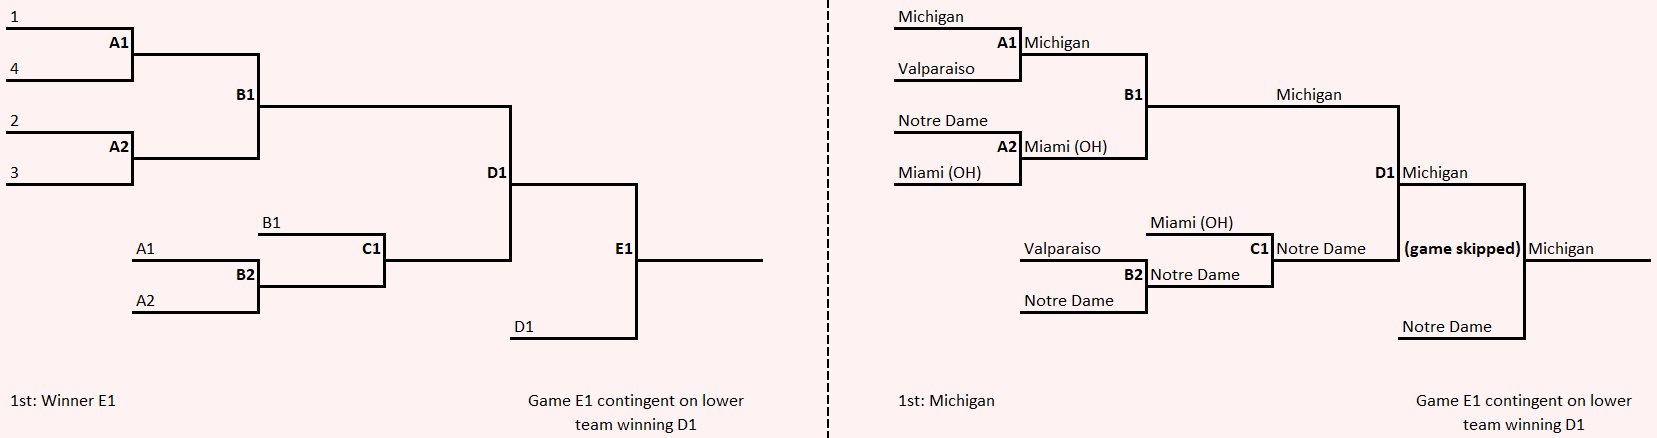 1
A1
4
B1
2
A2
3
D1
B1
A1
C1
E1
B2
A2
D1
1st: Winner E1
Game E1 contingent on lower
team winning D1
Michigan
A1 Michigan
Valparaiso
B1 Michigan
Notre Dame
A2 Miami (OH)
Miami (OH)
D1 Michigan
Miami (OH)
Valparaiso
C1 Notre Dame
(game skipped) Michigan
B2 Notre Dame
Notre Dame
Notre Dame
1st: Michigan
Game E1 contingent on lower
team winning D1